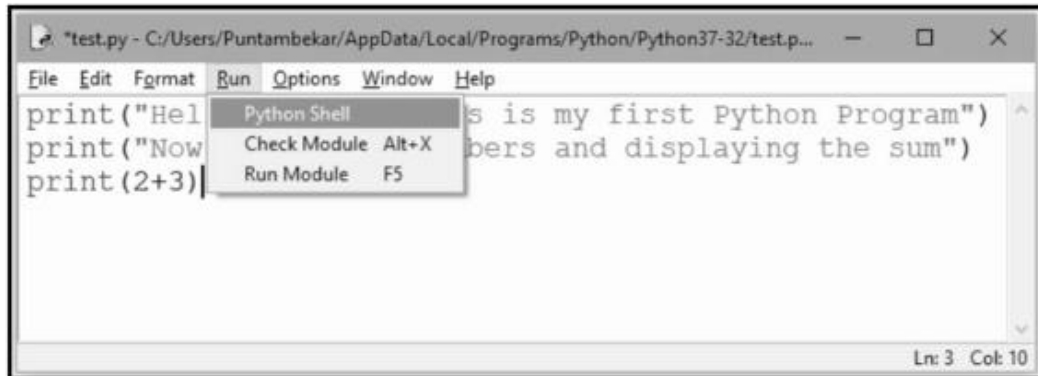 *test.py - C:/Users/Puntambekar/AppData/Local/Programs/Python/Python37-32/test.p...
File Edit Format Run Options Window Help
print("Hel s is my first Python Program")
print("Now bers and displaying the sum")
print(2+3)
Python Shell
Check Module Alt+X
Run Module F5
Ln: 3 Col: 10